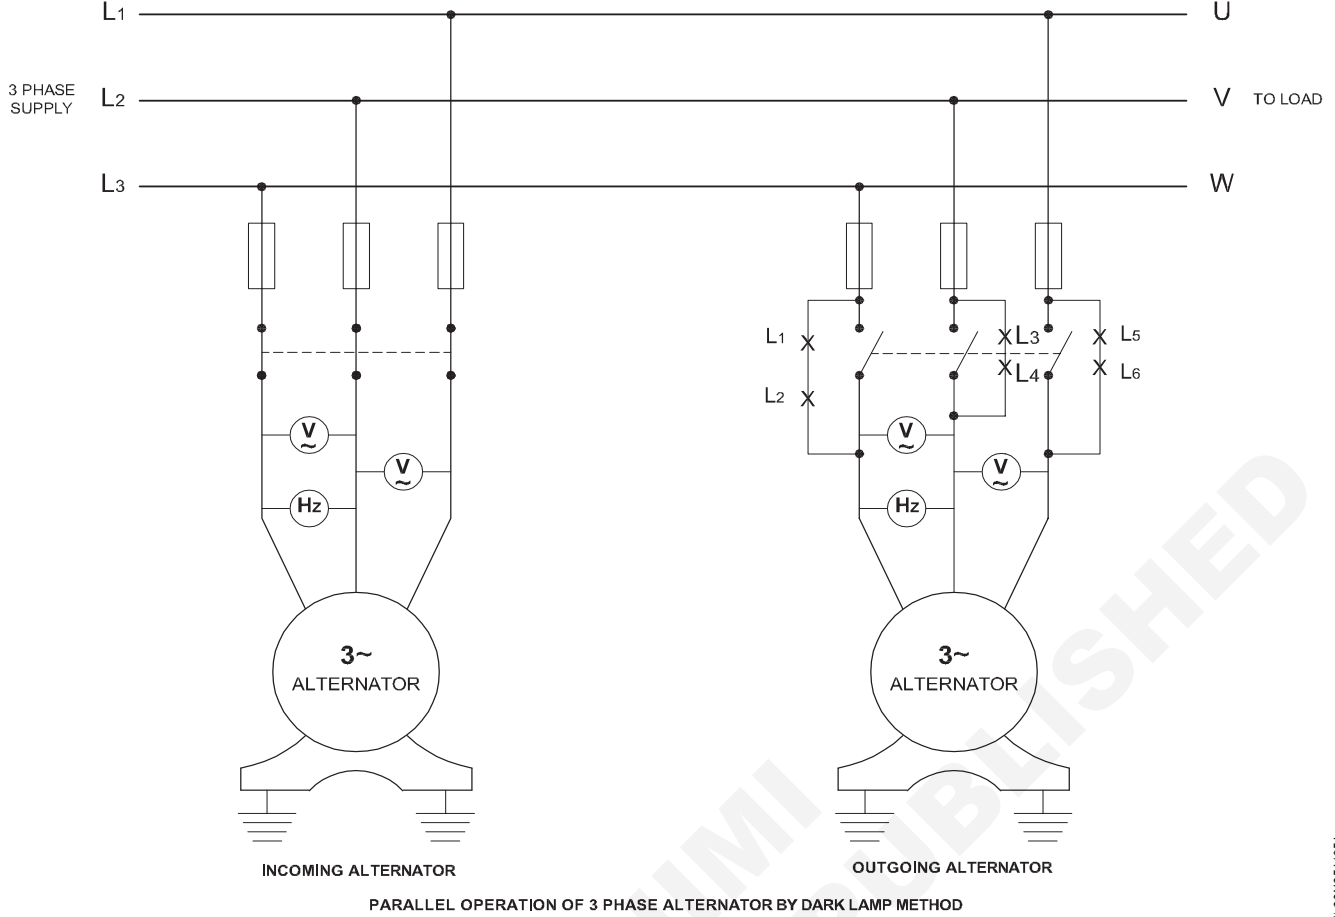 L1 U
3 PHASE
SUPPLY
L2 V TO LOAD
L3 W
L1 L3 L5
L2 L4 L6
V
~
V
~
V
~
V
~
Hz Hz
3~ 3~
ALTERNATOR ALTERNATOR
INCOMING ALTERNATOR OUTGOING ALTERNATOR
PARALLEL OPERATION OF 3 PHASE ALTERNATOR BY DARK LAMP METHOD